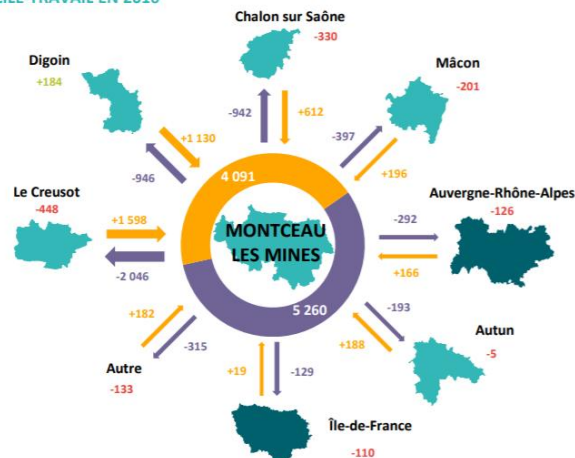 Chalon sur Saône
-330
Digoin
+184
Mâcon
-201
-942
+612
+1 130
-397
-946
+196
4 091
Le Creusot
-448
+1 598
-2 046
MONTCEAU
LES MINES
Auvergne-Rhône-Alpes
-126
-292
+166
5 260
+182
-315
-193
+188
Autun
-5
Autre
-133
+19
-129
Île-de-France
-110